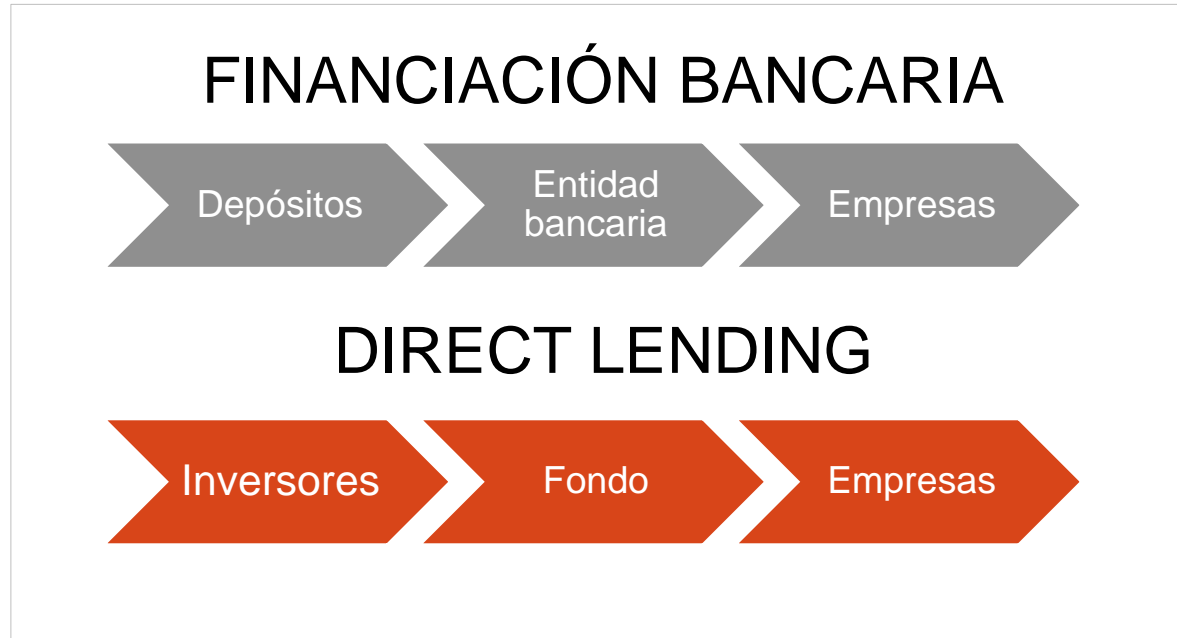 FINANCIACIÓN BANCARIA
Depósitos
Entidad
bancaria
Empresas
DIRECT LENDING
Inversores
Fondo
Empresas